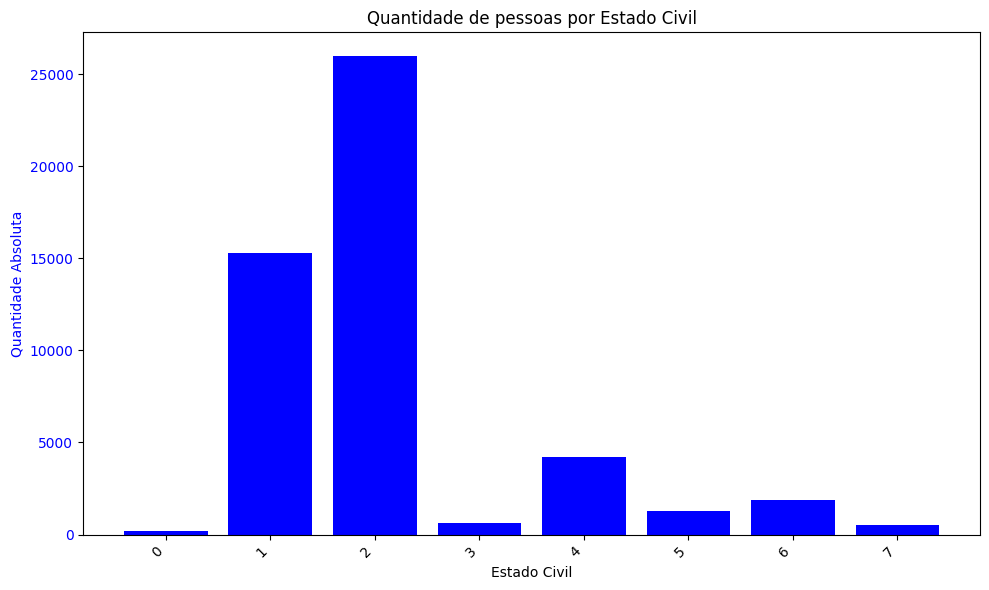 Quantidade de pessoas por Estado Civil
Quantidade Absoluta
25000
20000
15000
10000
5000
0
0 1 2 3 4 5 6 7
Estado Civil